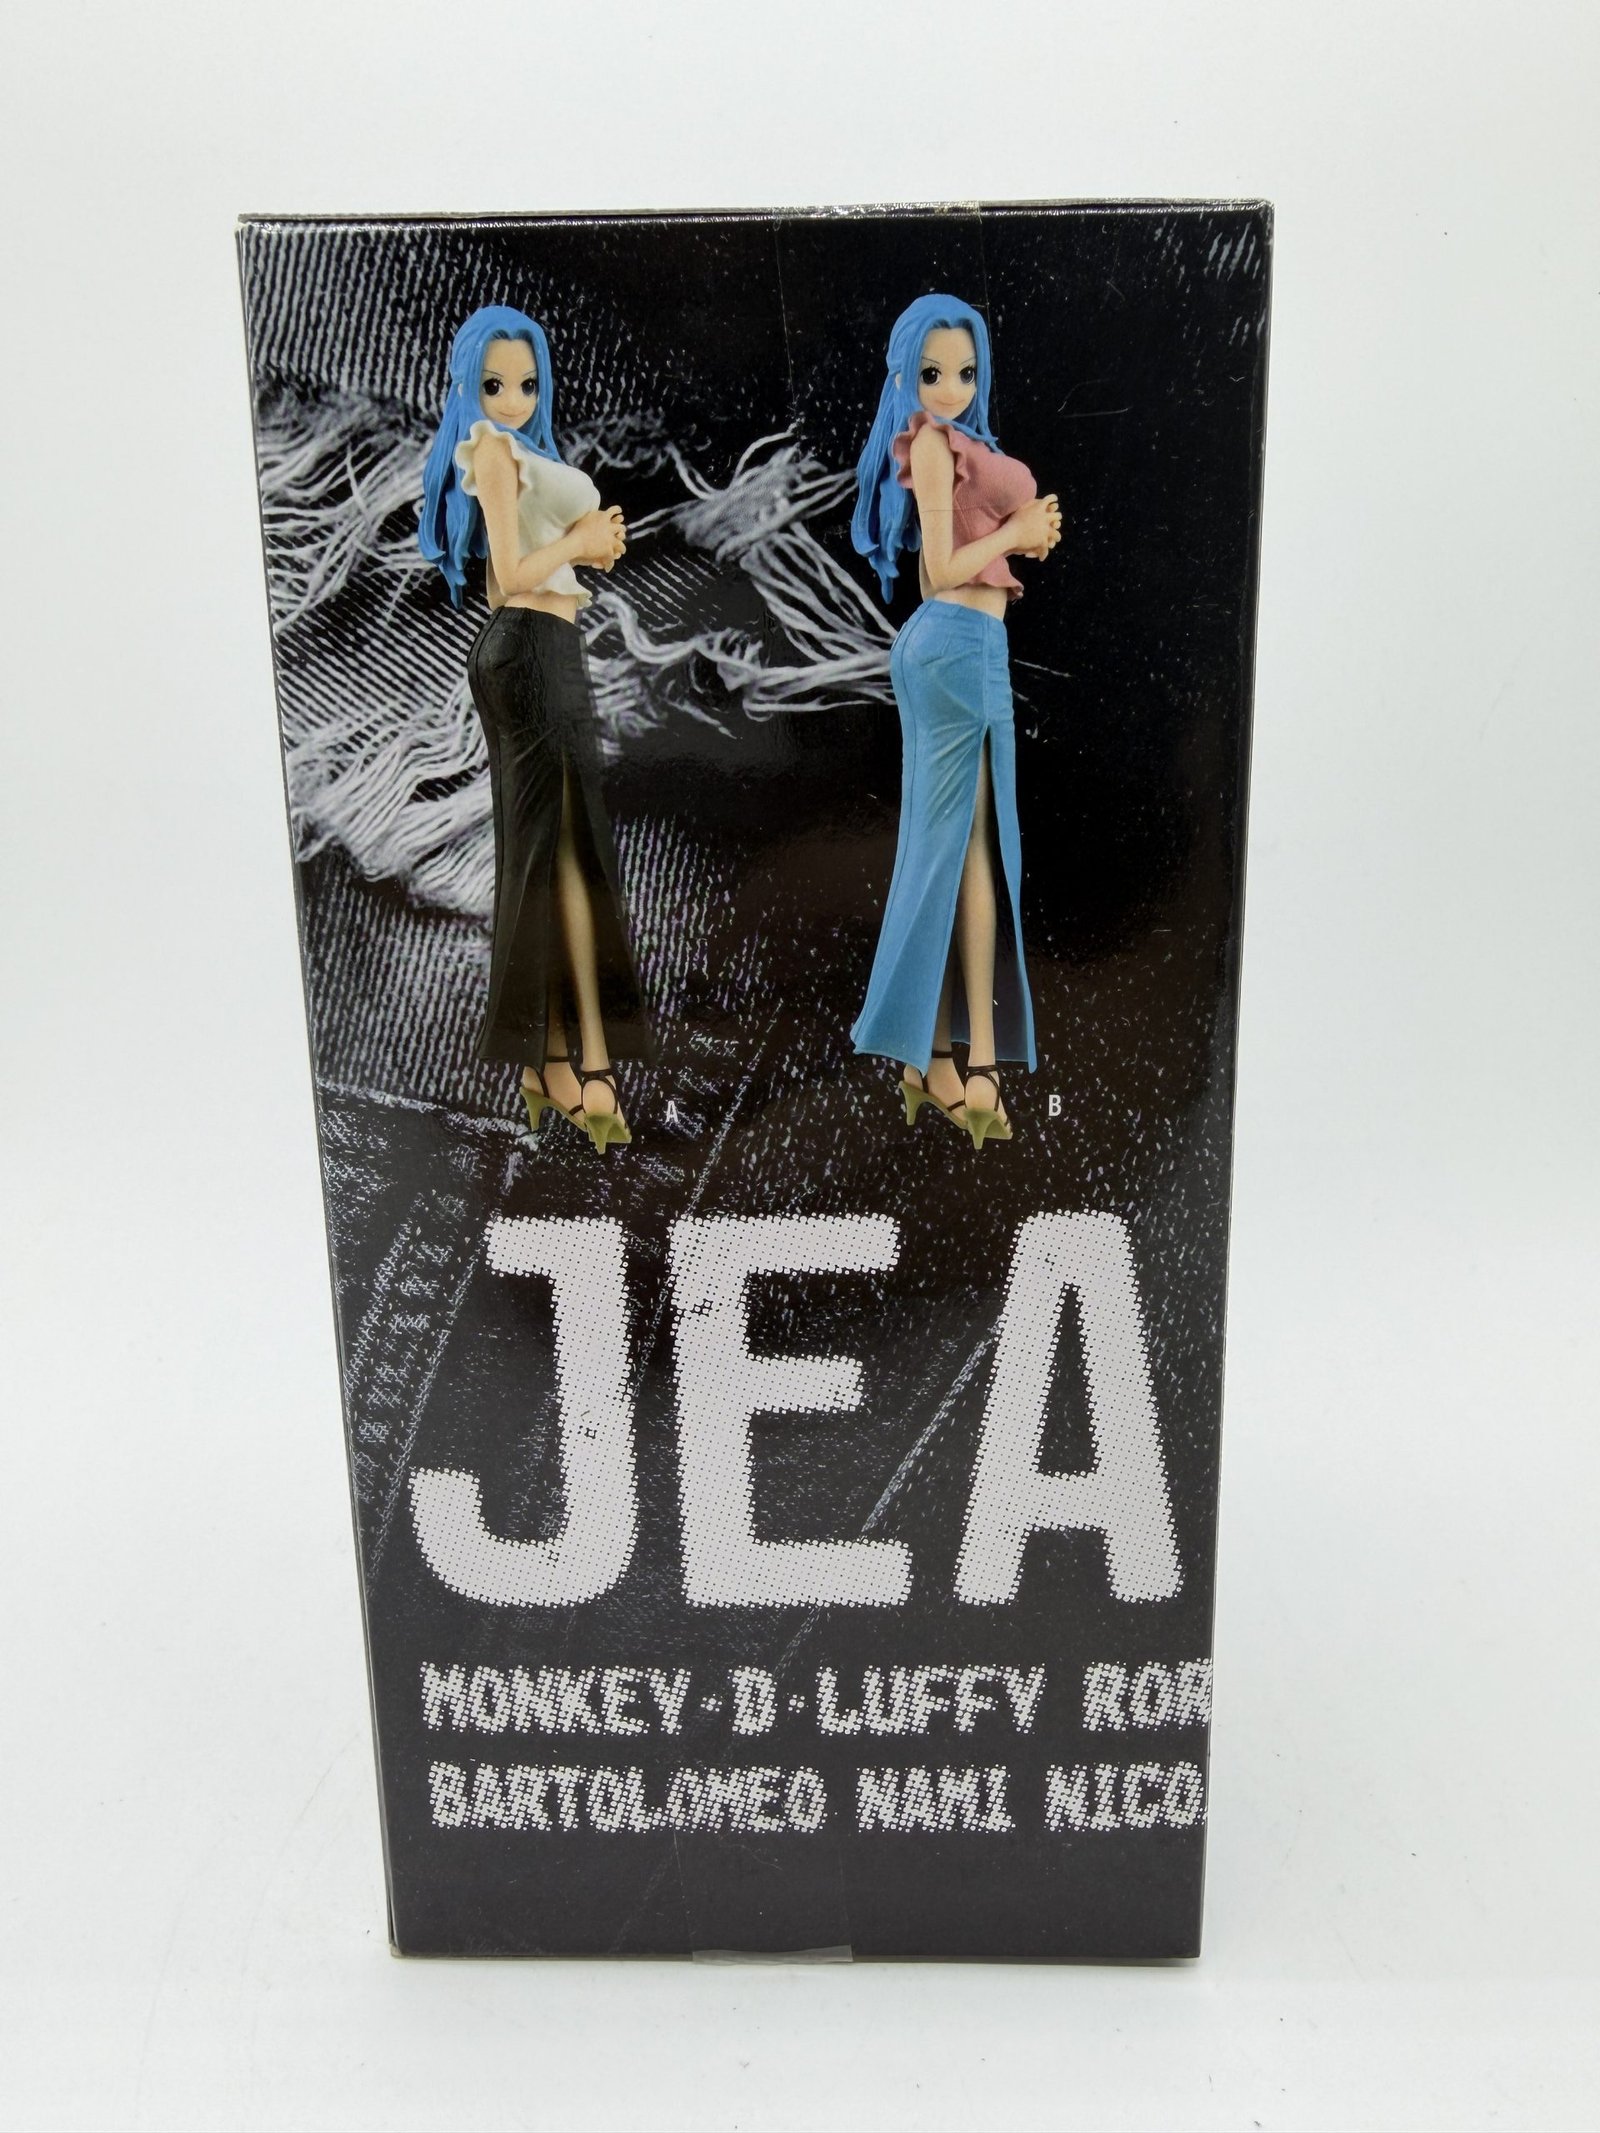 A
B
JEA
MONKEY·D·LUFFY ROR
BARTOLOMEO NAMI NICO